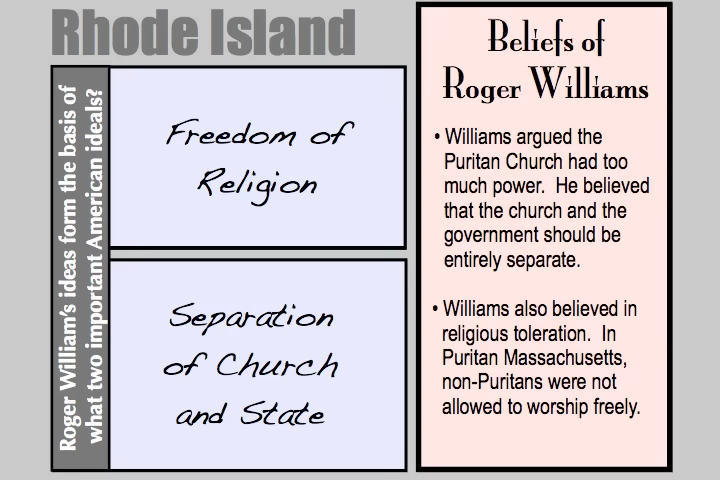 Rhode Island
Roger William's ideas form the basis of
what two important American ideals?
Freedom of
Religion
Separation
of Church
and State
Beliefs of
Roger Williams
• Williams argued the
Puritan Church had too
much power. He believed
that the church and the
government should be
entirely separate.
• Williams also believed in
religious toleration. In
Puritan Massachusetts,
non-Puritans were not
allowed to worship freely.